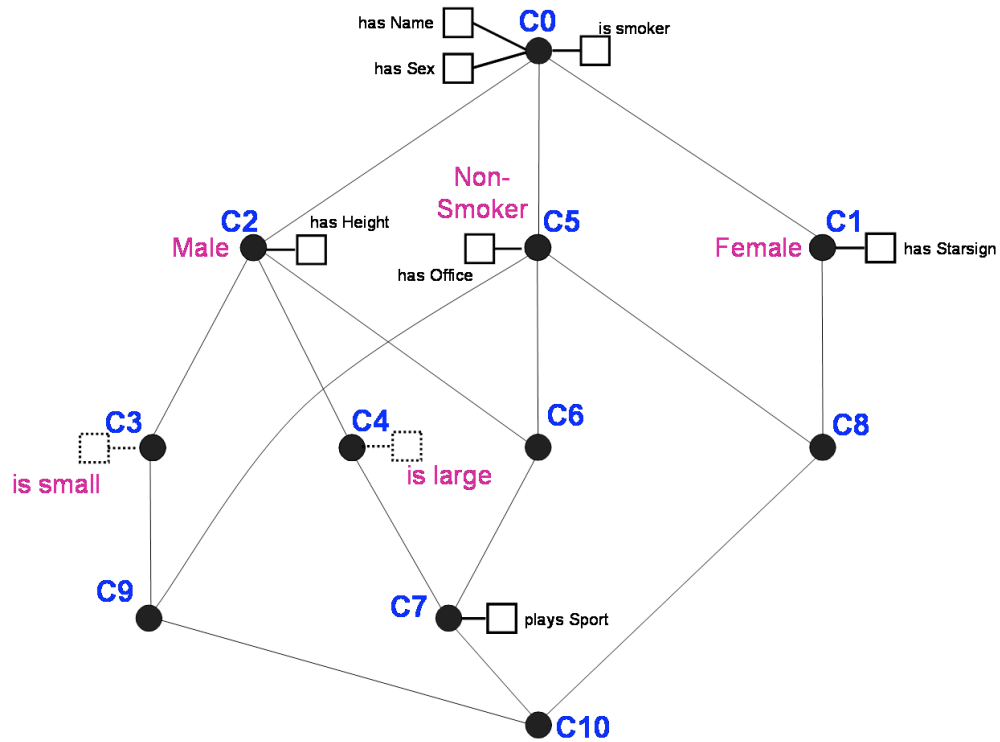 C0
has Name
is smoker
has Sex
Non-
Smoker
C2
has Height
C5
C1
Male
Female
has Starsign
has Office
C3
C4
C6
C8
is small
is large
C9
C7
plays Sport
C10